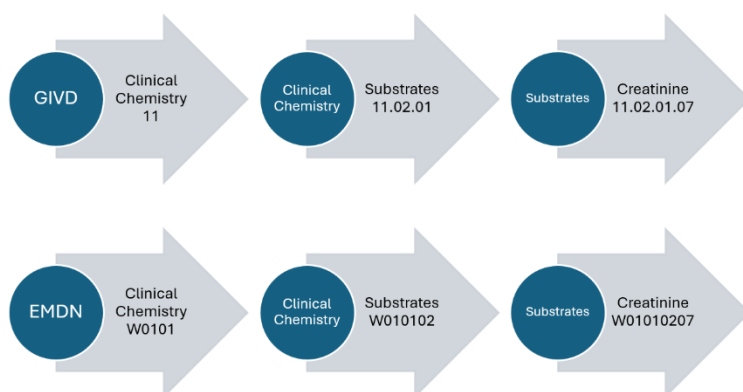 GIVD
Clinical
Chemistry
11
Clinical
Chemistry
Substrates
11.02.01
Substrates
Creatinine
11.02.01.07
EMDN
Clinical
Chemistry
W0101
Clinical
Chemistry
Substrates
W010102
Substrates
Creatinine
W01010207